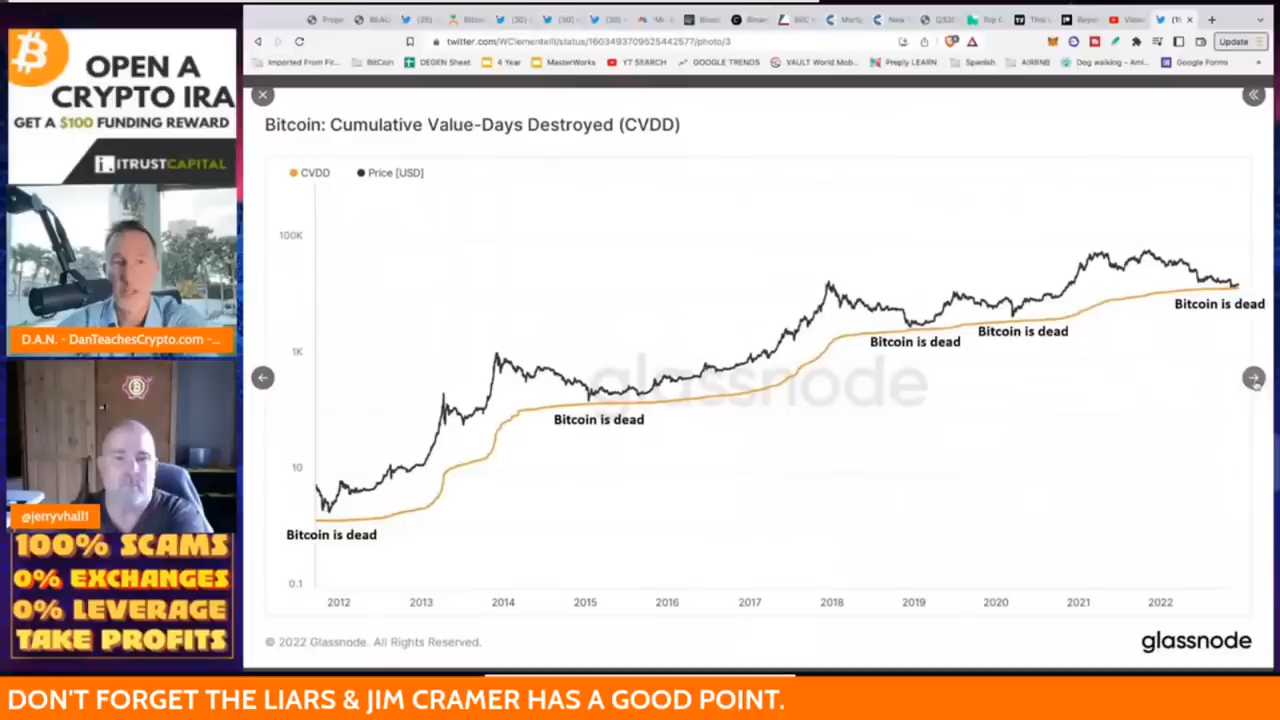 OPEN A
CRYPTO IRA
GET A $100 FUNDING REWARD
ITRUSTCAPITAL
D.A.N. - DanTeachesCrypto.com -...
@jerryvhall1
100% SCAMS
0% EXCHANGES
0% LEVERAGE
TAKE PROFITS
twitter.com/WClementeIII/status/1603493709525442577/photo/3
Update
Imported From Fir...
BitCoin
DEGEN Sheet
4 Year
MasterWorks
YT SEARCH
GOOGLE TRENDS
VAULT World Mob...
Preply LEARN
Spanish
AIRBNB
Dog walking - Ami...
Google Forms
Bitcoin: Cumulative Value-Days Destroyed (CVDD)
CVDD
Price [USD]
100K
1K
10
0.1
glassnode
Bitcoin is dead
Bitcoin is dead
Bitcoin is dead
Bitcoin is dead
Bitcoin is dead
2012 2013 2014 2015 2016 2017 2018 2019 2020 2021 2022
© 2022 Glassnode. All Rights Reserved.
glassnode
DON'T FORGET THE LIARS & JIM CRAMER HAS A GOOD POINT.